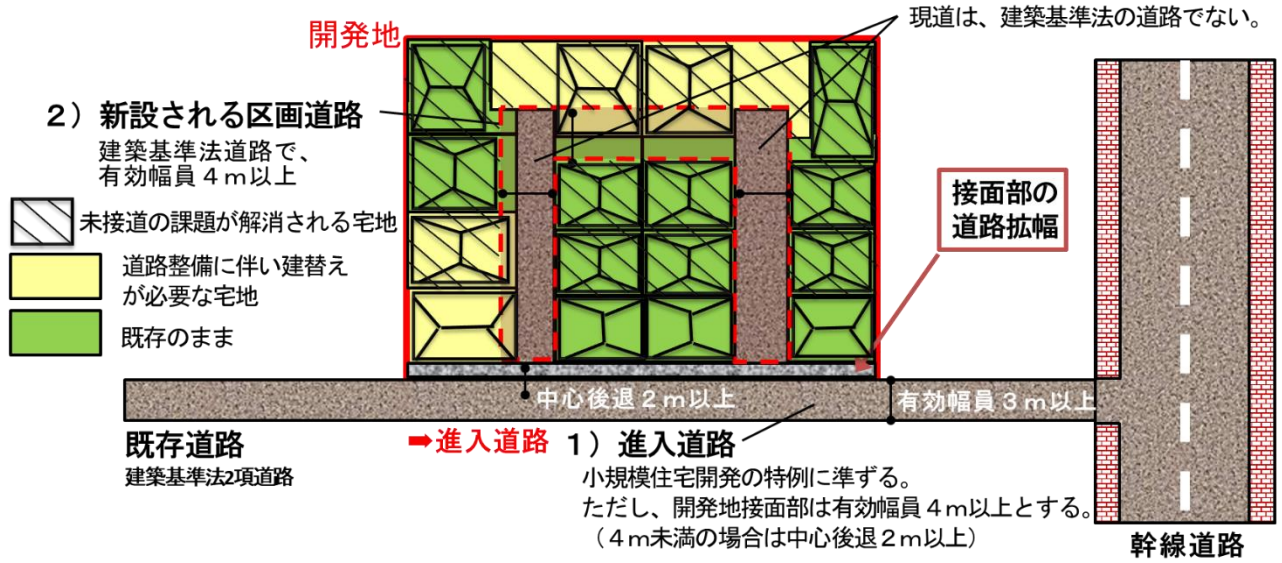 現道は、建築基準法の道路でない。
開発地
2）新設される区画道路
建築基準法道路で、
有効幅員４ｍ以上
未接道の課題が解消される宅地
道路整備に伴い建替え
が必要な宅地
既存のまま
接面部の
道路拡幅
中心後退２ｍ以上
有効幅員３ｍ以上
既存道路
建築基準法2項道路
➡進入道路
1）進入道路
小規模住宅開発の特例に準ずる。
ただし、開発地接面部は有効幅員４ｍ以上とする。
（４ｍ未満の場合は中心後退２ｍ以上）
幹線道路